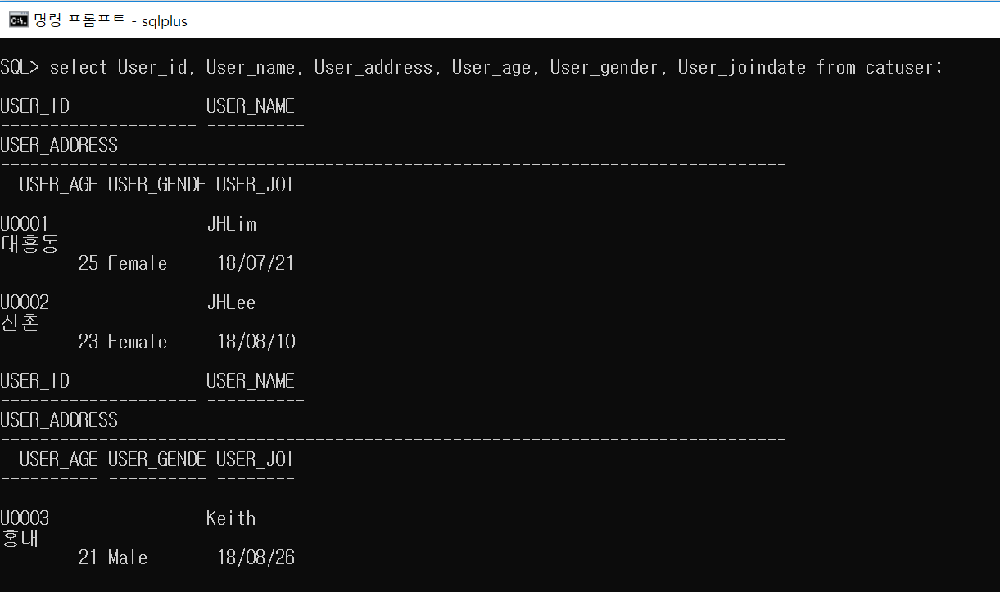 명령 프롬프트 - sqlplus
SQL> select User_id, User_name, User_address, User_age, User_gender, User_joindate from catuser;
USER_ID              USER_NAME
-------------------- ----------
USER_ADDRESS
--------------------------------------------------------------------------------
  USER_AGE USER_GENDE USER_JOI
---------- ---------- --------
U0001                JHLim
대흥동
        25 Female     18/07/21
U0002                JHLee
신촌
        23 Female     18/08/10
USER_ID              USER_NAME
-------------------- ----------
USER_ADDRESS
--------------------------------------------------------------------------------
  USER_AGE USER_GENDE USER_JOI
---------- ---------- --------
U0003                Keith
홍대
        21 Male       18/08/26